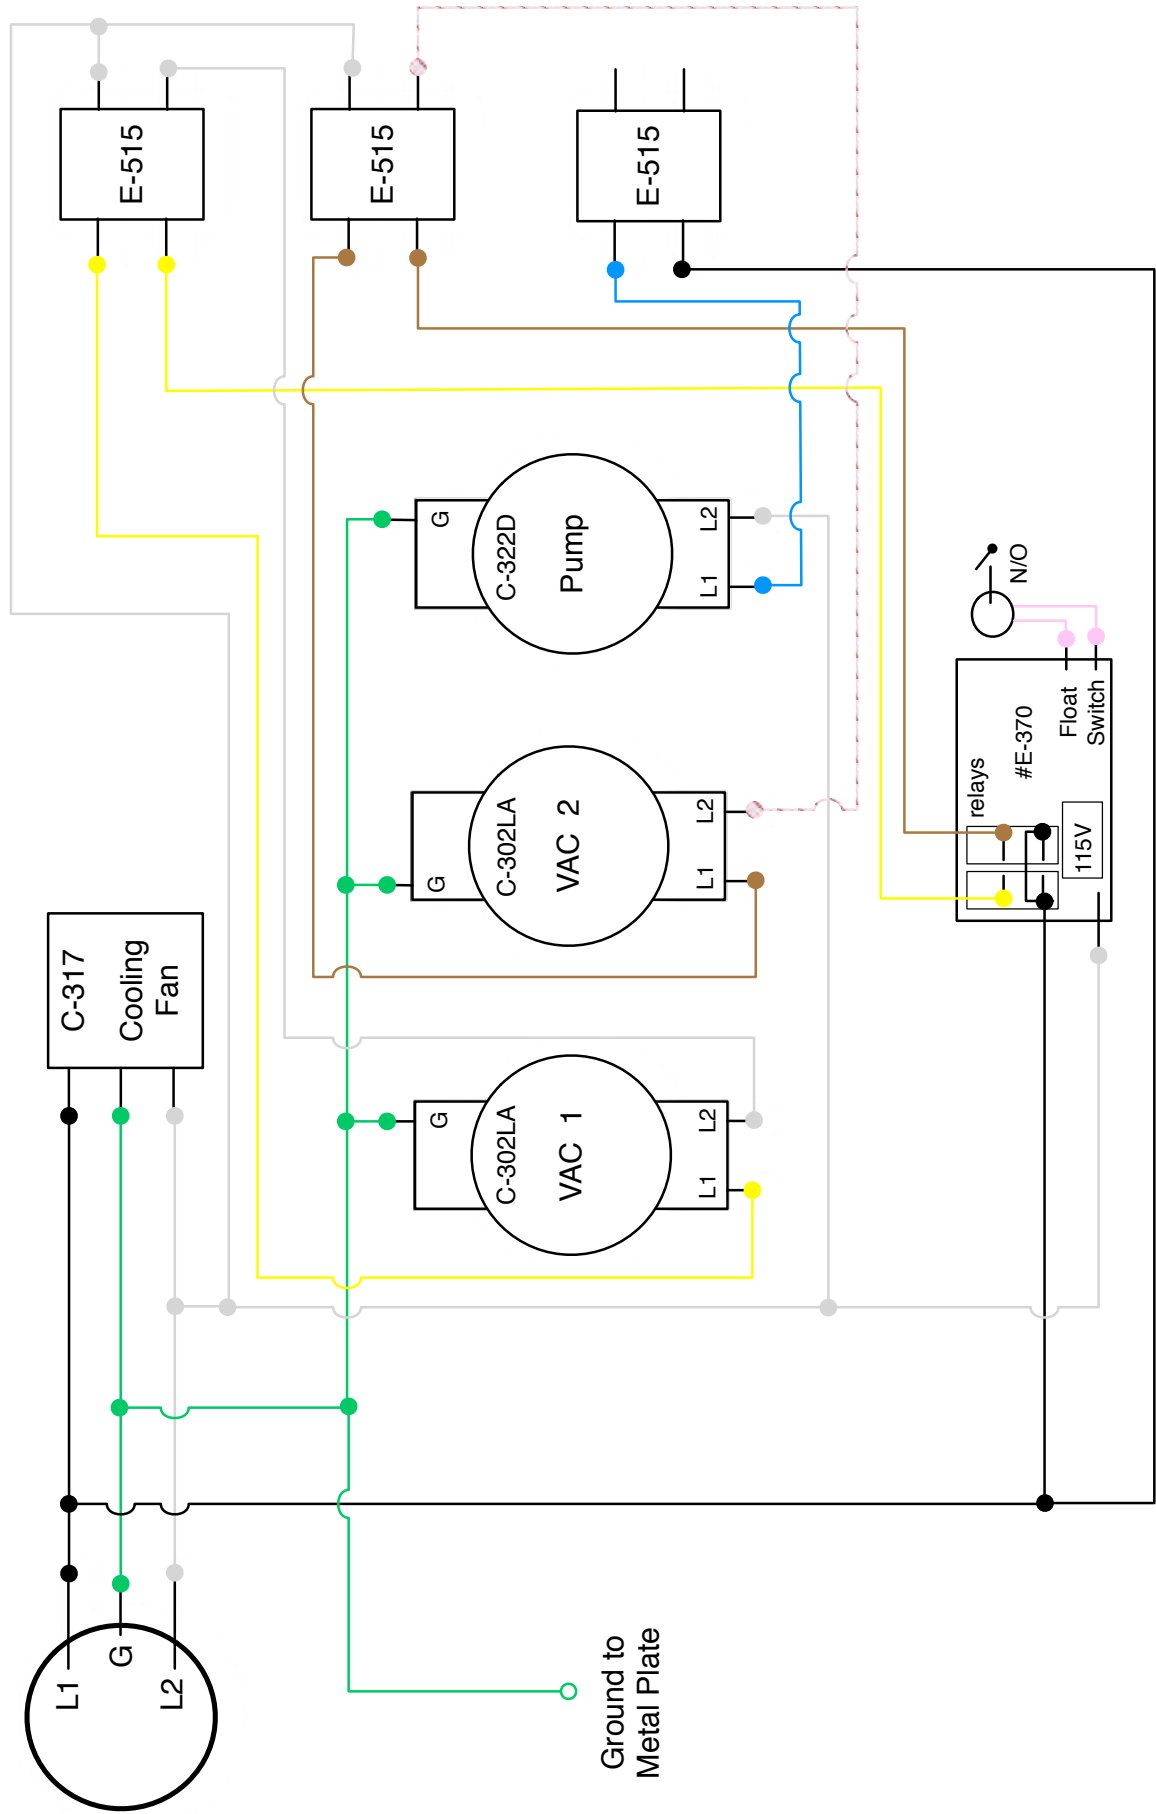 L1
G
L2
C-317
Cooling
Fan
E-515
E-515
E-515
Ground to
Metal Plate
G
C-302LA
VAC 1
L1
L2
G
C-302LA
VAC 2
L1
L2
G
C-322D
Pump
L1
L2
relays
#E-370
115V
Float
Switch
N/O